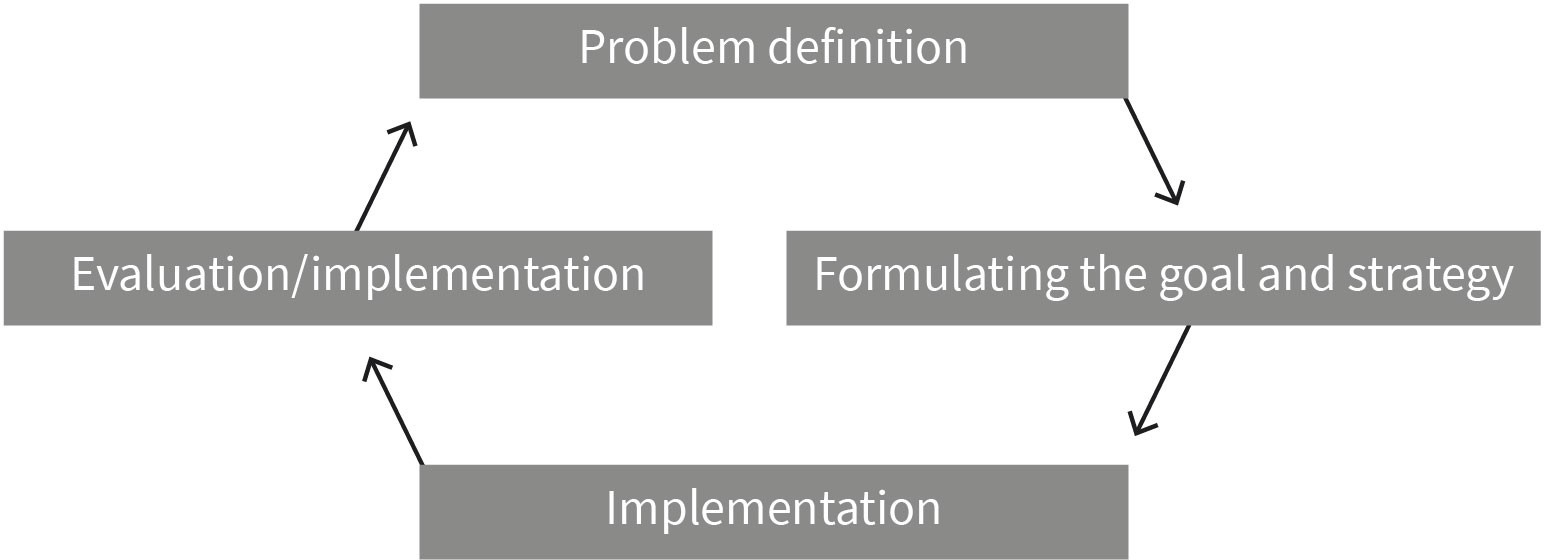 Problem definition
Evaluation/implementation
Formulating the goal and strategy
Implementation